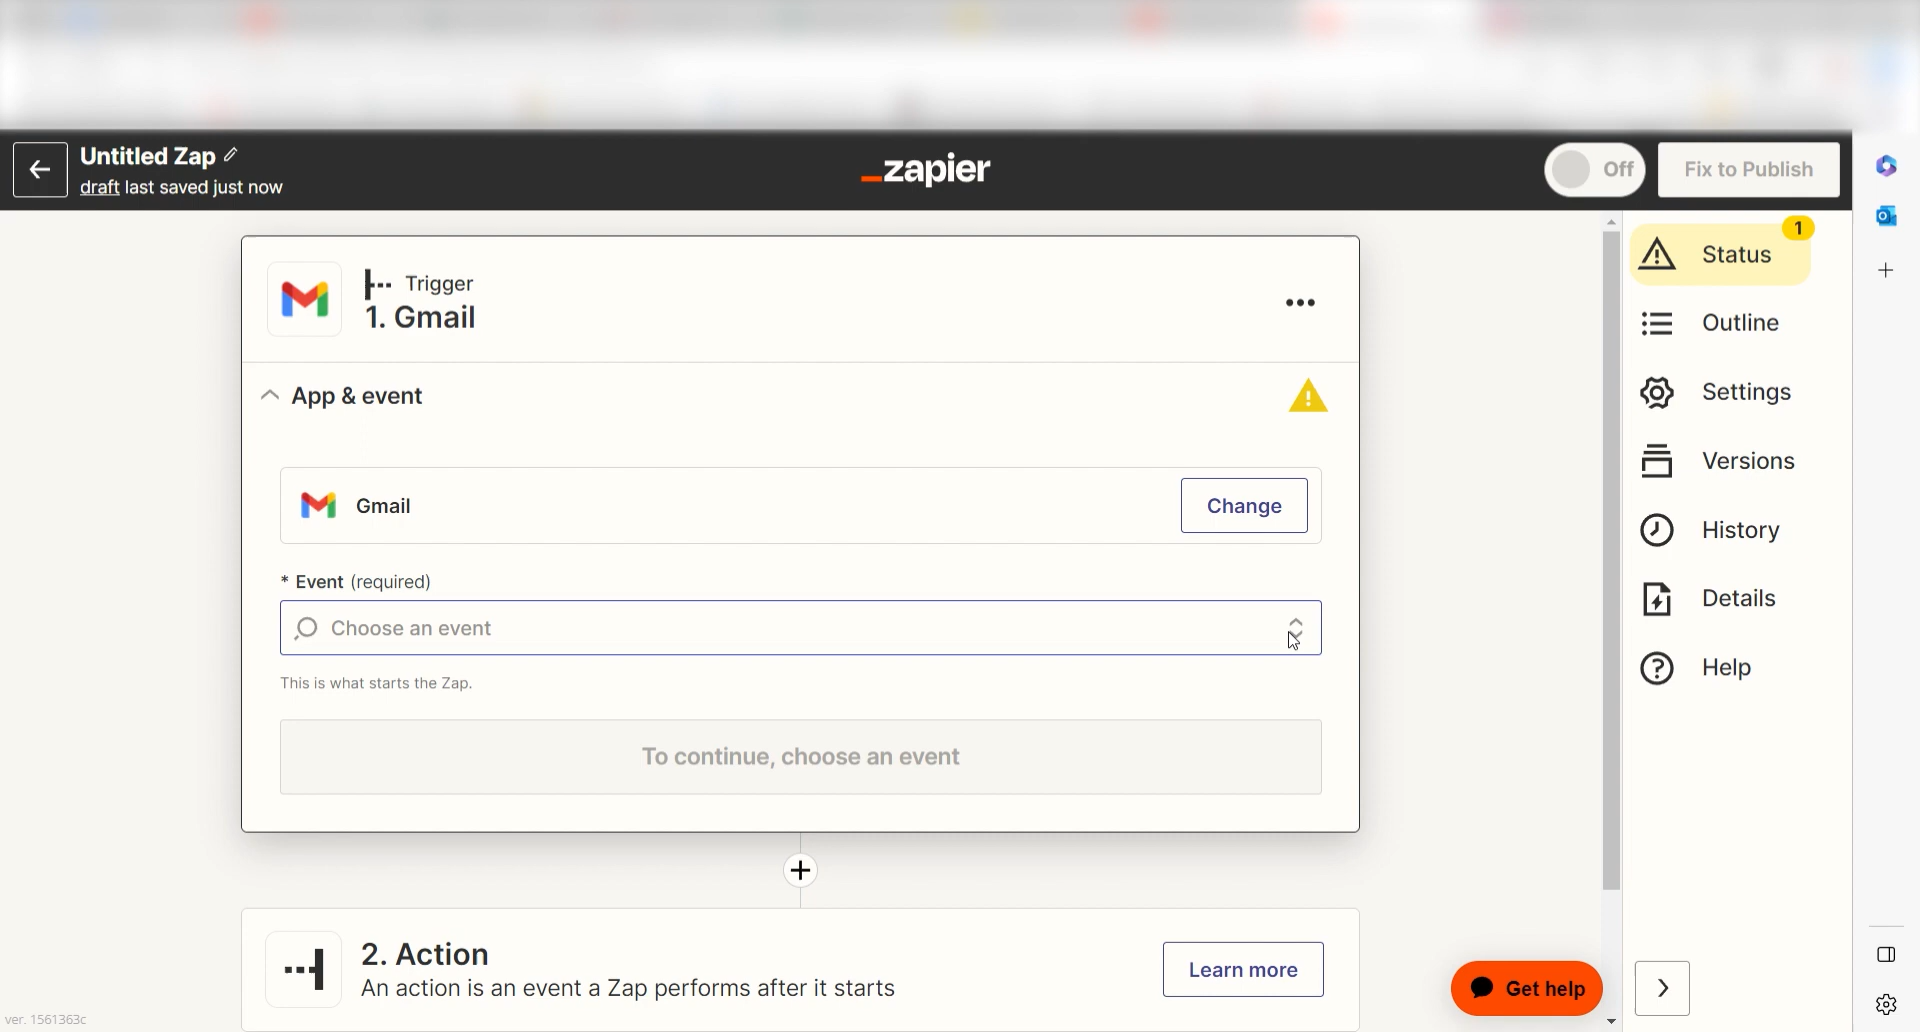 Untitled Zap
draft last saved just now
zapier
Off
Fix to Publish
Trigger
1. Gmail
App & event
Gmail
Change
* Event (required)
Choose an event
This is what starts the Zap.
To continue, choose an event
2. Action
An action is an event a Zap performs after it starts
Learn more
1
Status
Outline
Settings
Versions
History
Details
Help
Get help
ver. 1561363c